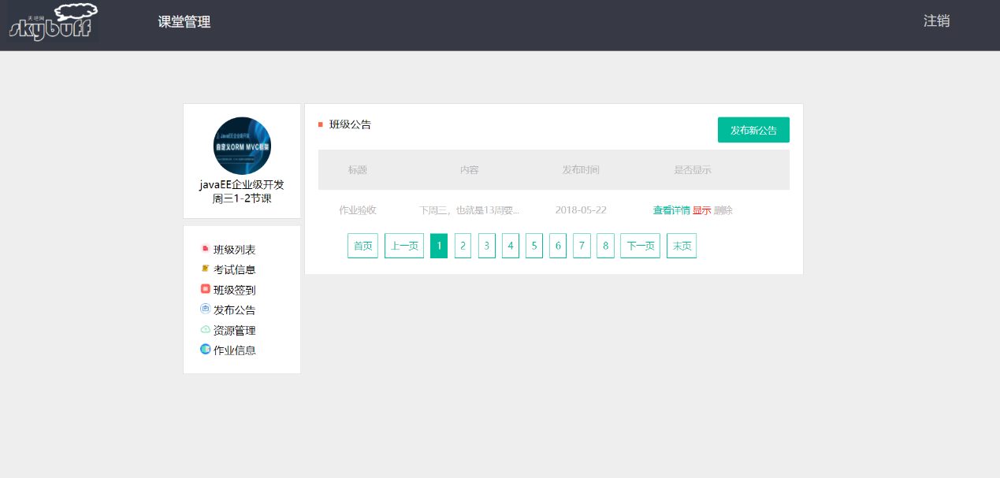 天吧网
skybuff
课堂管理
注销
JavaEE企业级开发
自定义ORM MVC框架
javaEE企业级开发
周三1-2节课
班级列表
考试信息
班级签到
发布公告
资源管理
作业信息
班级公告
发布新公告
标题 内容 发布时间 是否显示
作业验收 下周三，也就是13周要... 2018-05-22 查看详情 显示 删除
首页 上一页 1 2 3 4 5 6 7 8 下一页 末页